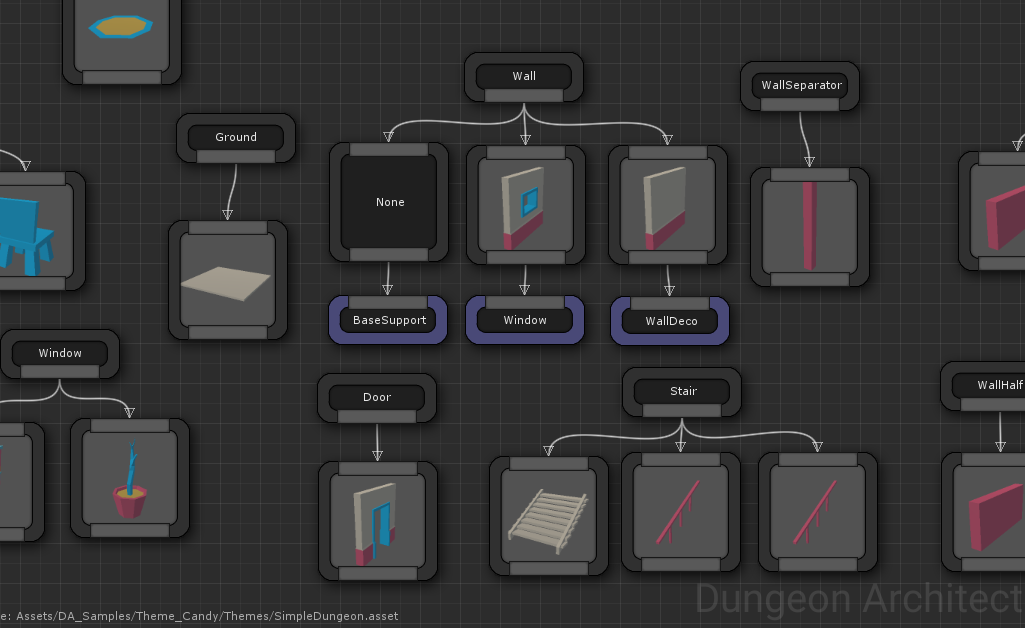 Wall
WallSeparator
Ground
None
BaseSupport
Window
WallDeco
Window
Door
Stair
WallHalf
e: Assets/DA_Samples/Theme_Candy/Themes/SimpleDungeon.asset
Dungeon Architect